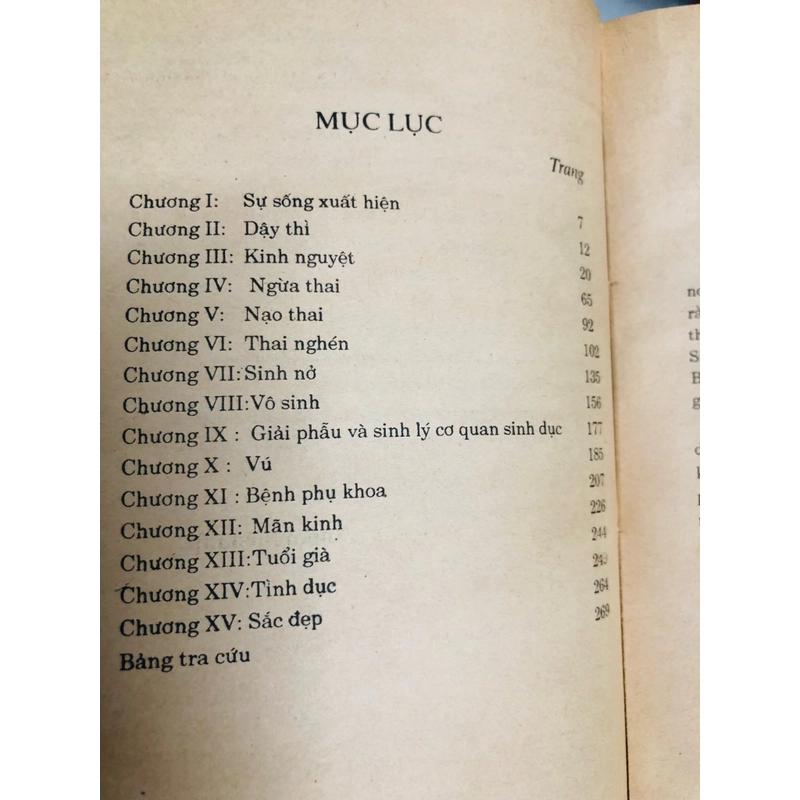 MỤC LỤC
Trang
Chương I: Sự sống xuất hiện 7
Chương II: Dậy thì 12
Chương III: Kinh nguyệt 20
Chương IV: Ngừa thai 65
Chương V: Nạo thai 92
Chương VI: Thai nghén 102
Chương VII: Sinh nở 135
Chương VIII: Vô sinh 156
Chương IX : Giải phẫu và sinh lý cơ quan sinh dục 177
Chương X : Vú 185
Chương XI : Bệnh phụ khoa 207
Chương XII: Mãn kinh 226
Chương XIII: Tuổi già 244
Chương XIV: Tình dục 249
Chương XV: Sắc đẹp 264
Bảng tra cứu 269